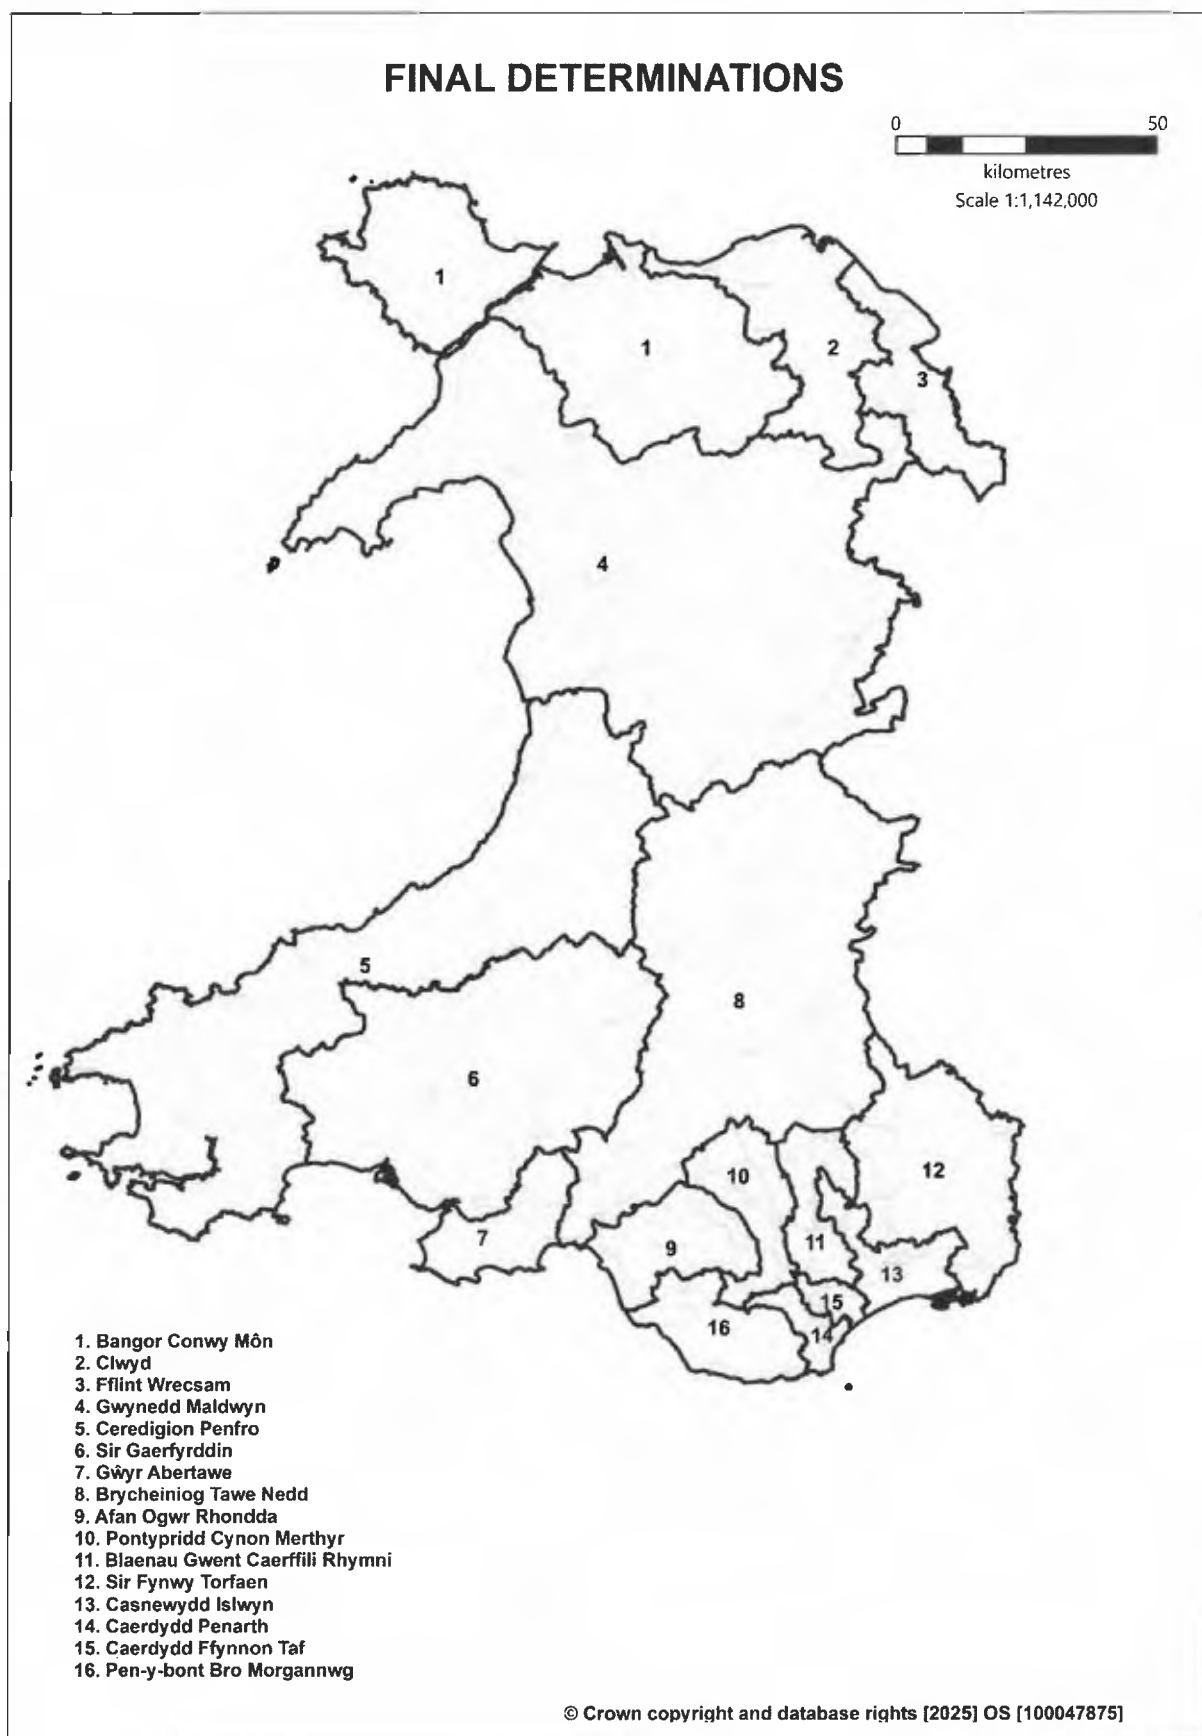 FINAL DETERMINATIONS
0 50
kilometres
Scale 1:1,142,000
1
1
2
3
4
5
8
6
12
10
7
11
9
13
15
16
14
1. Bangor Conwy Môn
2. Clwyd
3. Fflint Wrecsam
4. Gwynedd Maldwyn
5. Ceredigion Penfro
6. Sir Gaerfyrddin
7. Gŵyr Abertawe
8. Brycheiniog Tawe Nedd
9. Afan Ogwr Rhondda
10. Pontypridd Cynon Merthyr
11. Blaenau Gwent Caerffili Rhymni
12. Sir Fynwy Torfaen
13. Casnewydd Islwyn
14. Caerdydd Penarth
15. Caerdydd Ffynnon Taf
16. Pen-y-bont Bro Morgannwg
© Crown copyright and database rights [2025] OS [100047875]